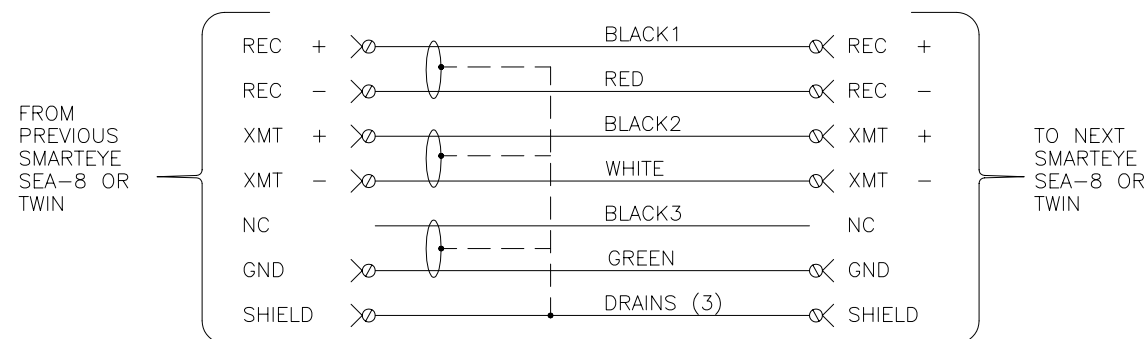 FROM
PREVIOUS
SMARTEYE
SEA-8 OR
TWIN
REC + BLACK1 REC +
REC - RED REC -
XMT + BLACK2 XMT +
XMT - WHITE XMT -
NC BLACK3 NC
GND GREEN GND
SHIELD DRAINS (3) SHIELD
TO NEXT
SMARTEYE
SEA-8 OR
TWIN